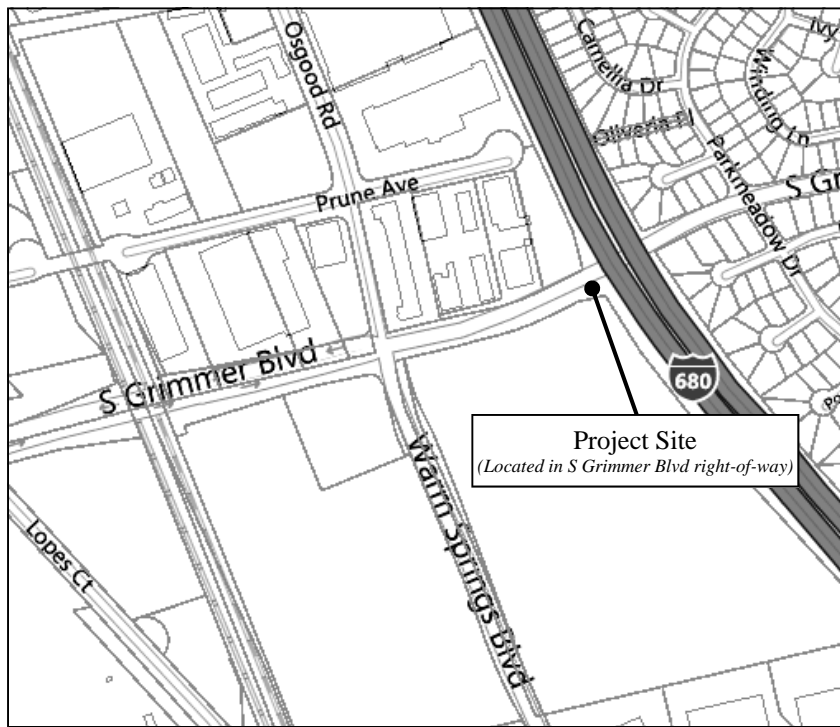 Osgood Rd
Camellia Dr
Ivy
Winding Ln
Oliveria Pl
Parkmeadow Dr
Prune Ave
S Gr
S Grimmer Blvd
680
Project Site
(Located in S Grimmer Blvd right-of-way)
Warm Springs Blvd
Lopes Ct